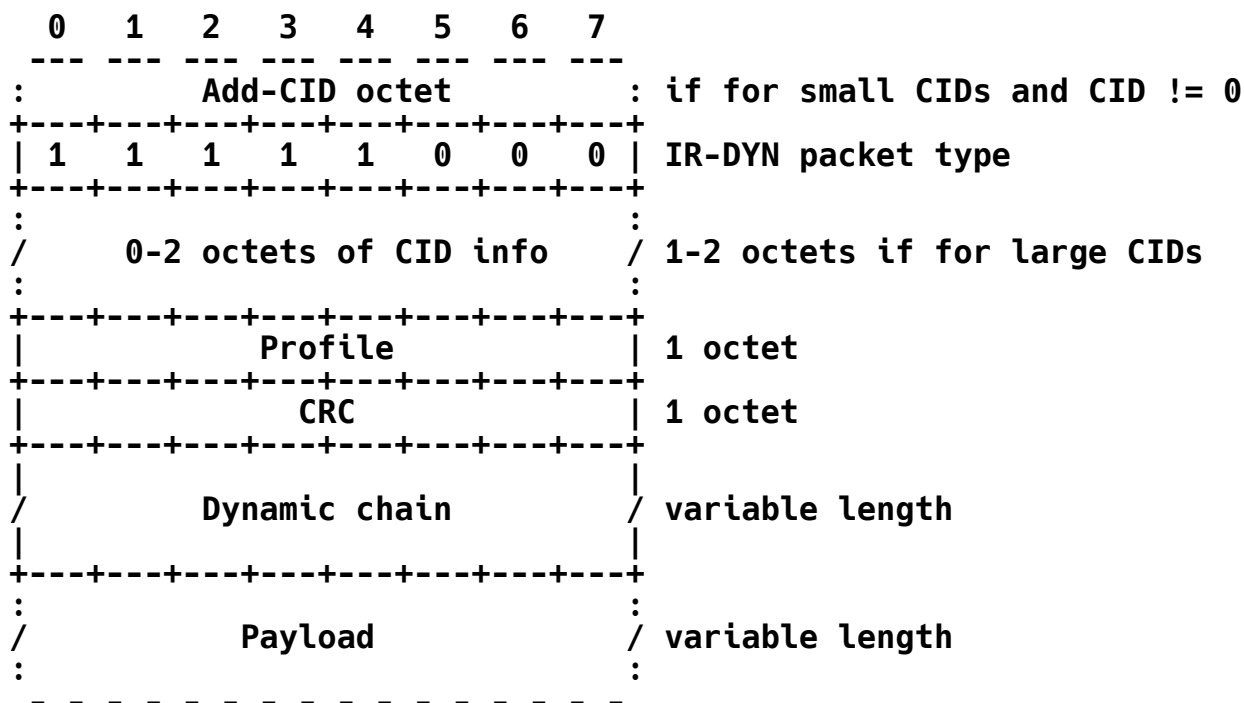 0   1   2   3   4   5   6   7
 --- --- --- --- --- --- --- ---
:         Add-CID octet         : if for small CIDs and CID != 0
+---+---+---+---+---+---+---+---+
| 1   1   1   1   1   0   0   0 | IR-DYN packet type
+---+---+---+---+---+---+---+---+
:                               :
/     0-2 octets of CID info    / 1-2 octets if for large CIDs
:                               :
+---+---+---+---+---+---+---+---+
|            Profile            | 1 octet
+---+---+---+---+---+---+---+---+
|              CRC              | 1 octet
+---+---+---+---+---+---+---+---+
|                               |
/         Dynamic chain         / variable length
|                               |
+---+---+---+---+---+---+---+---+
:                               :
/           Payload             / variable length
:                               :
 - - - - - - - - - - - - - - - -